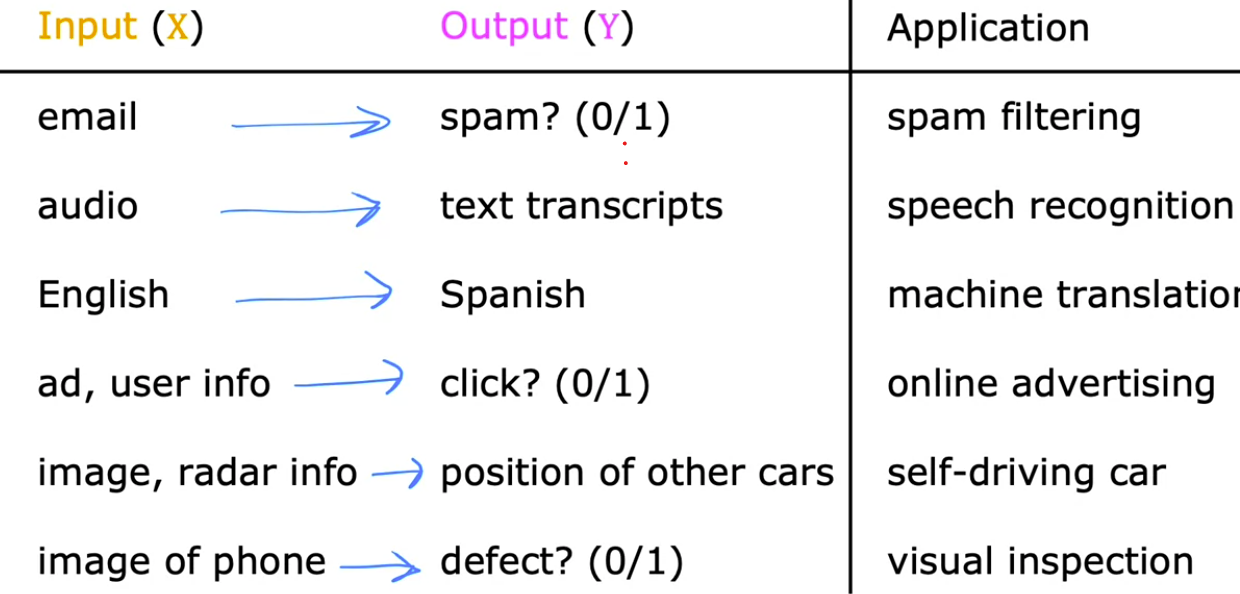 Input (X) Output (Y) Application
email spam? (0/1) spam filtering
audio text transcripts speech recognition
English Spanish machine translation
ad, user info click? (0/1) online advertising
image, radar info position of other cars self-driving car
image of phone defect? (0/1) visual inspection